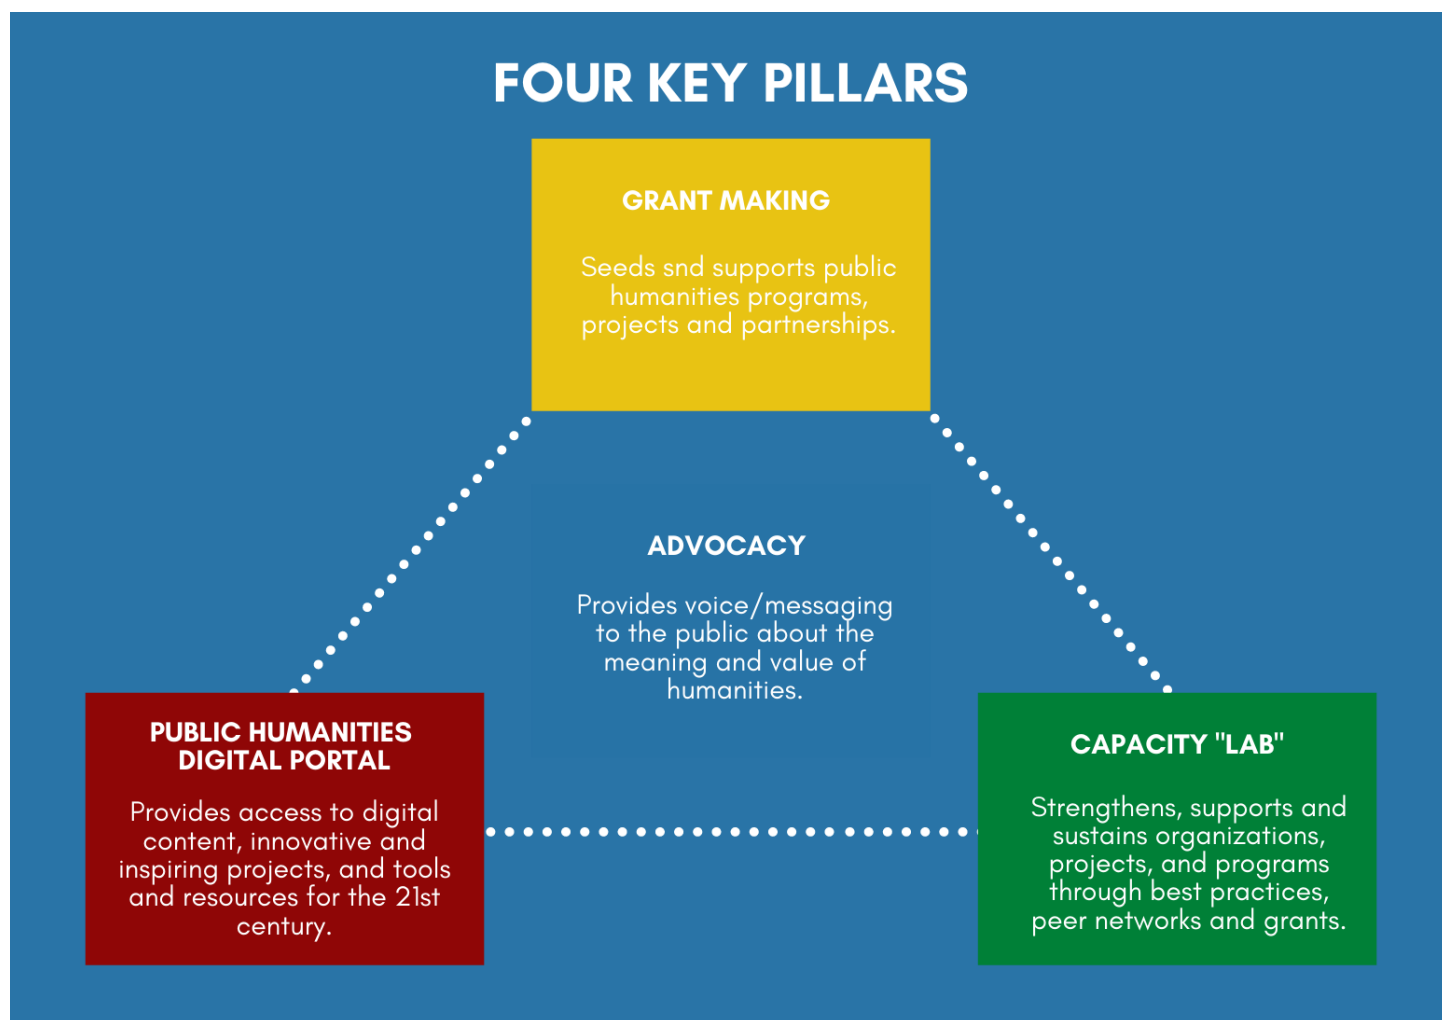 FOUR KEY PILLARS
GRANT MAKING
Seeds snd supports public
humanities programs,
projects and partnerships.
ADVOCACY
Provides voice/messaging
to the public about the
meaning and value of
humanities.
PUBLIC HUMANITIES
DIGITAL PORTAL
Provides access to digital
content, innovative and
inspiring projects, and tools
and resources for the 21st
century.
CAPACITY "LAB"
Strengthens, supports and
sustains organizations,
projects, and programs
through best practices,
peer networks and grants.